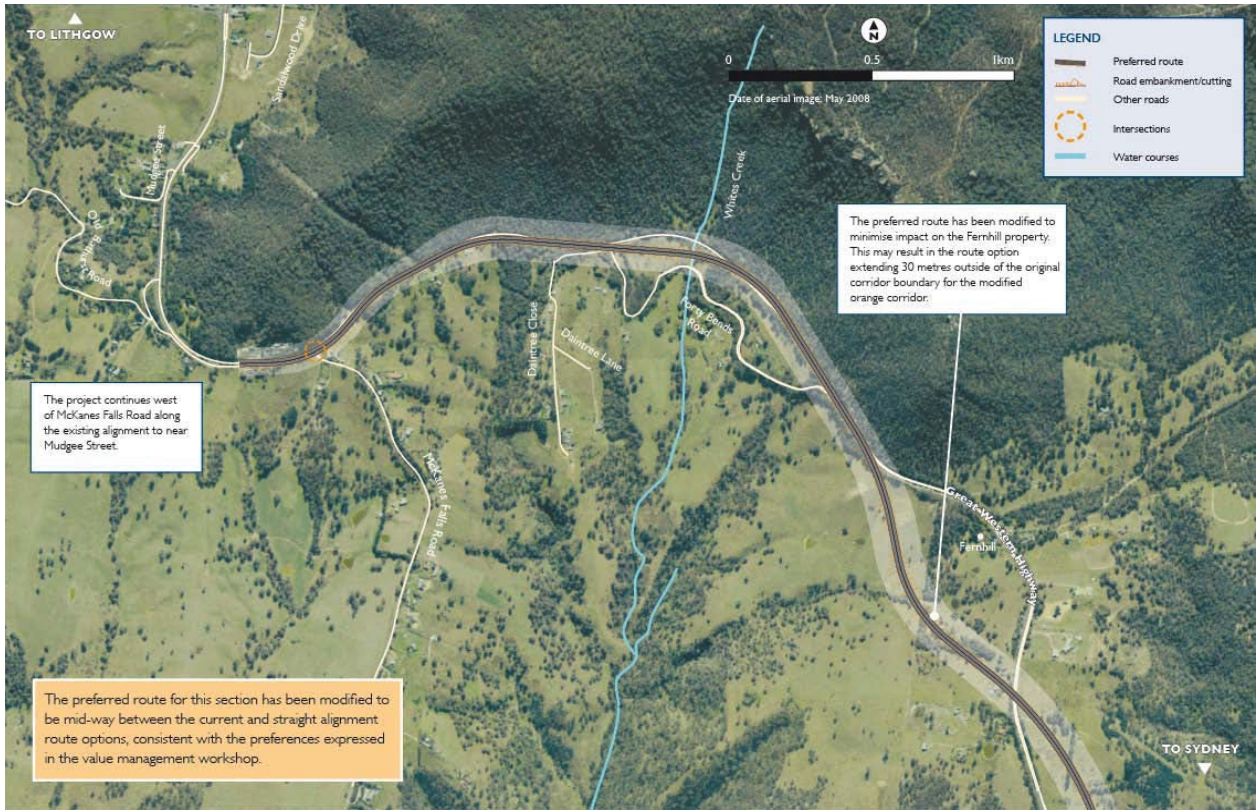 TO LITHGOW
Sandalwood Drive
Mudgee Street
Old Bathurst
Road
N
0
0.5
1km
Date of aerial image: May 2008
LEGEND
Preferred route
Road embankment/cutting
Other roads
Intersections
Water courses
Whites Creek
The preferred route has been modified to
minimise impact on the Fernhill property.
This may result in the route option
extending 30 metres outside of the original
corridor boundary for the modified
orange corridor.
Daintree Close
Daintree Lane
Forty Bends
Road
The project continues west
of McKanes Falls Road along
the existing alignment to near
Mudgee Street.
McKanes Falls Road
Great Western Highway
Fernhill
The preferred route for this section has been modified to
be mid-way between the current and straight alignment
route options, consistent with the preferences expressed
in the value management workshop.
TO SYDNEY